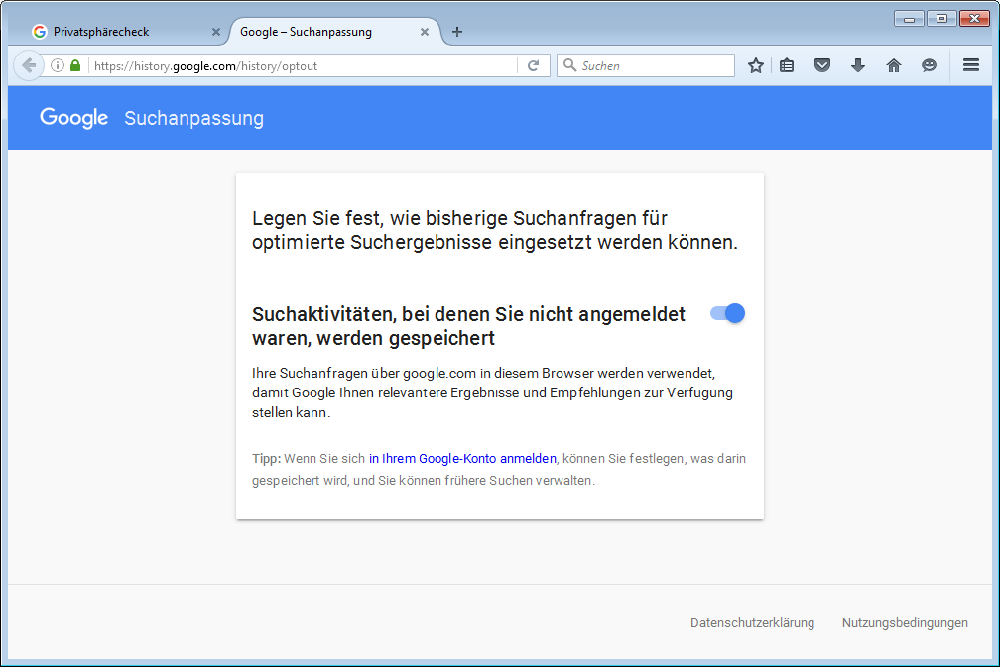 Privatsphärecheck
Google – Suchanpassung
https://history.google.com/history/optout
Suchen
Google Suchanpassung
Legen Sie fest, wie bisherige Suchanfragen für
optimierte Suchergebnisse eingesetzt werden können.
Suchaktivitäten, bei denen Sie nicht angemeldet
waren, werden gespeichert
Ihre Suchanfragen über google.com in diesem Browser werden verwendet,
damit Google Ihnen relevantere Ergebnisse und Empfehlungen zur Verfügung
stellen kann.
Tipp: Wenn Sie sich in Ihrem Google-Konto anmelden, können Sie festlegen, was darin
gespeichert wird, und Sie können frühere Suchen verwalten.
Datenschutzerklärung Nutzungsbedingungen